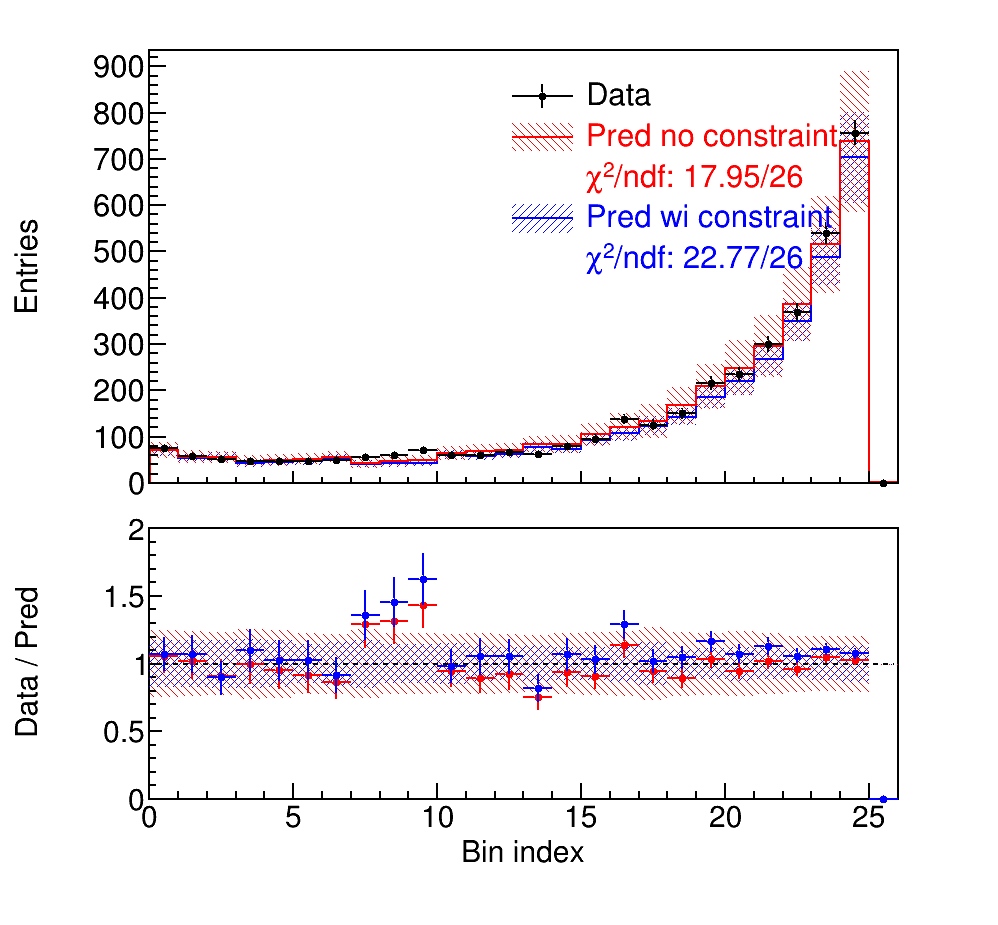 Entries
900
800
700
600
500
400
300
200
100
0
Data
Pred no constraint
χ²/ndf: 17.95/26
Pred wi constraint
χ²/ndf: 22.77/26
Data / Pred
2
1.5
1
0.5
0
0 5 10 15 20 25
Bin index